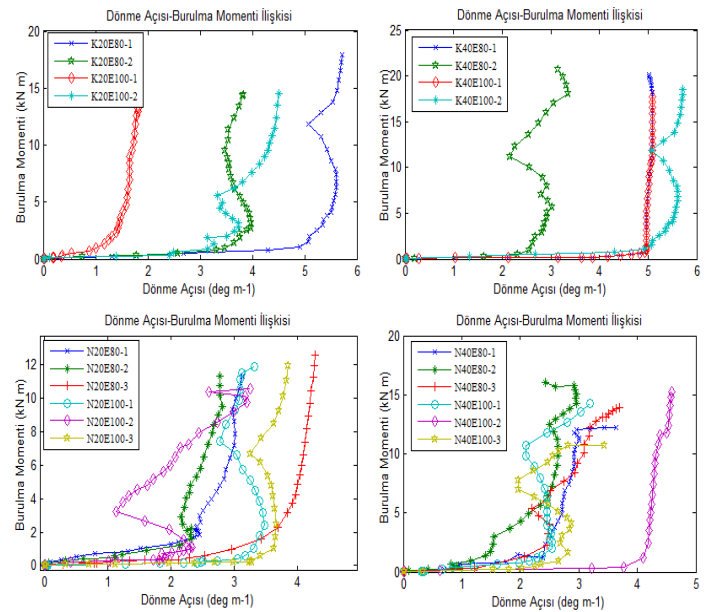 Dönme Açısı-Burulma Momenti İlişkisi
Burulma Momenti (kN m)
20
15
10
5
0
K20E80-1
K20E80-2
K20E100-1
K20E100-2
0 1 2 3 4 5 6
Dönme Açısı (deg m-1)
Dönme Açısı-Burulma Momenti İlişkisi
Burulma Momenti (kN m)
25
20
15
10
5
0
K40E80-1
K40E80-2
K40E100-1
K40E100-2
0 1 2 3 4 5 6
Dönme Açısı (deg m-1)
Dönme Açısı-Burulma Momenti İlişkisi
Burulma Momenti (kN m)
12
10
8
6
4
2
0
N20E80-1
N20E80-2
N20E80-3
N20E100-1
N20E100-2
N20E100-3
0 1 2 3 4
Dönme Açısı (deg m-1)
Dönme Açısı-Burulma Momenti İlişkisi
Burulma Momenti (kN m)
20
15
10
5
0
N40E80-1
N40E80-2
N40E80-3
N40E100-1
N40E100-2
N40E100-3
0 1 2 3 4 5
Dönme Açısı (deg m-1)